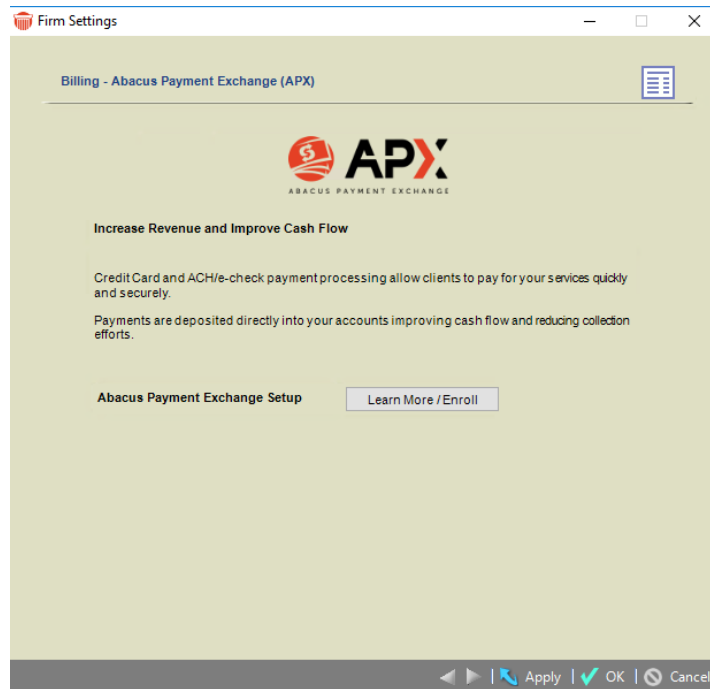 Firm Settings
Billing - Abacus Payment Exchange (APX)
APX
ABACUS PAYMENT EXCHANGE
Increase Revenue and Improve Cash Flow
Credit Card and ACH/e-check payment processing allow clients to pay for your services quickly
and securely.
Payments are deposited directly into your accounts improving cash flow and reducing collection
efforts.
Abacus Payment Exchange Setup
Learn More / Enroll
Apply | OK | Cancel